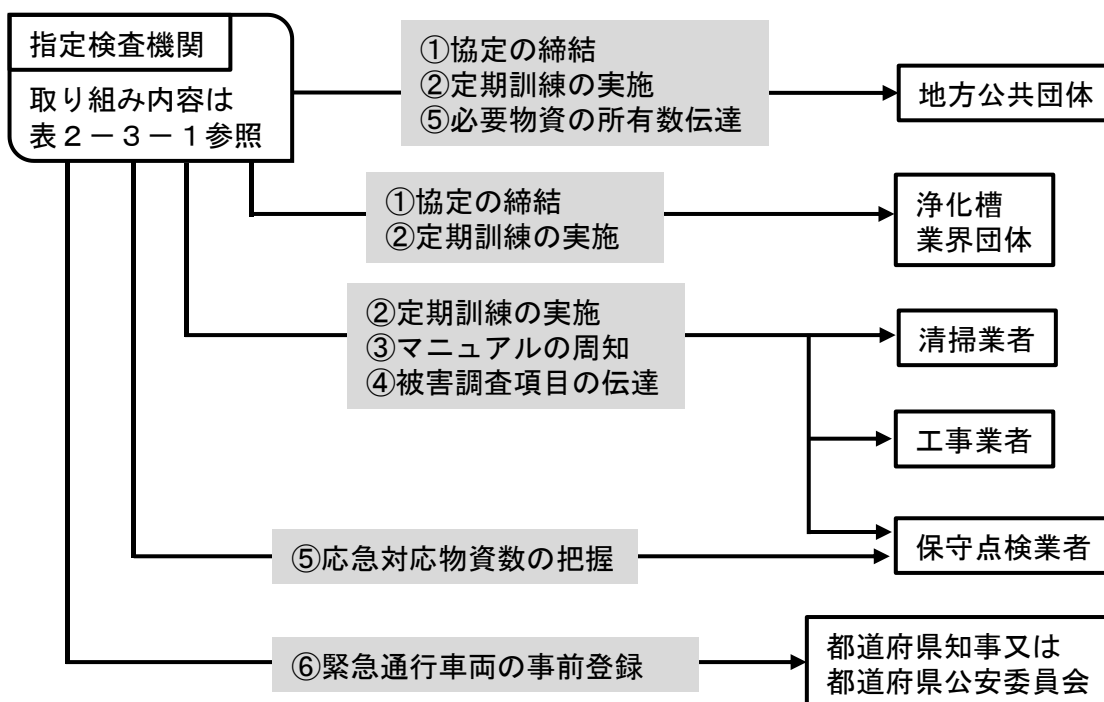 指定検査機関
取り組み内容は
表２－３－１参照
①協定の締結
②定期訓練の実施
⑤必要物資の所有数伝達
地方公共団体
①協定の締結
②定期訓練の実施
浄化槽
業界団体
②定期訓練の実施
③マニュアルの周知
④被害調査項目の伝達
清掃業者
工事業者
保守点検業者
⑤応急対応物資数の把握
⑥緊急通行車両の事前登録
都道府県知事又は
都道府県公安委員会